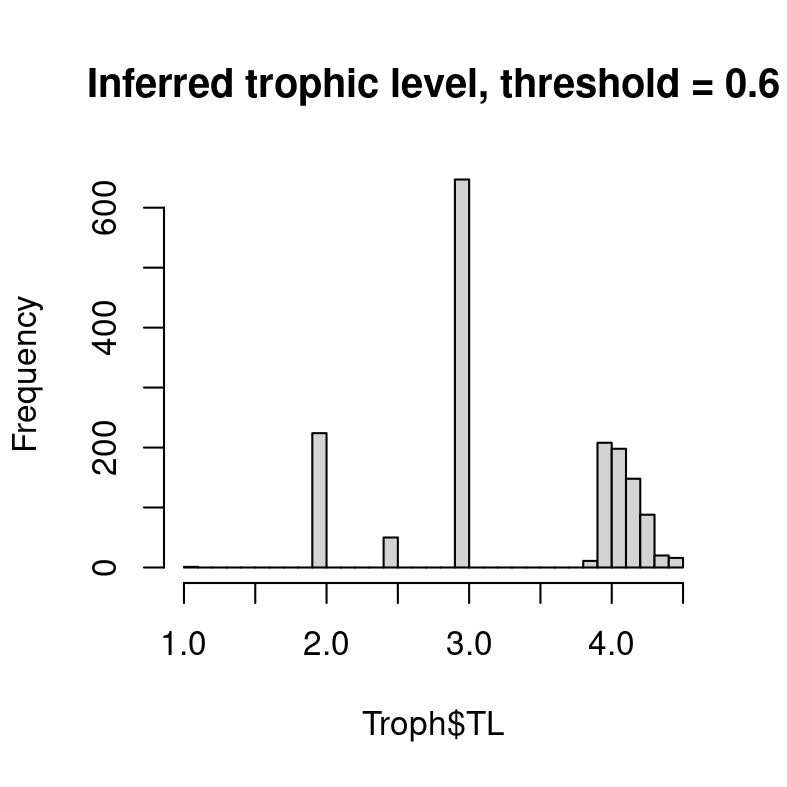 Inferred trophic level, threshold = 0.6
Frequency
600
400
200
0
1.0 2.0 3.0 4.0
Troph$TL